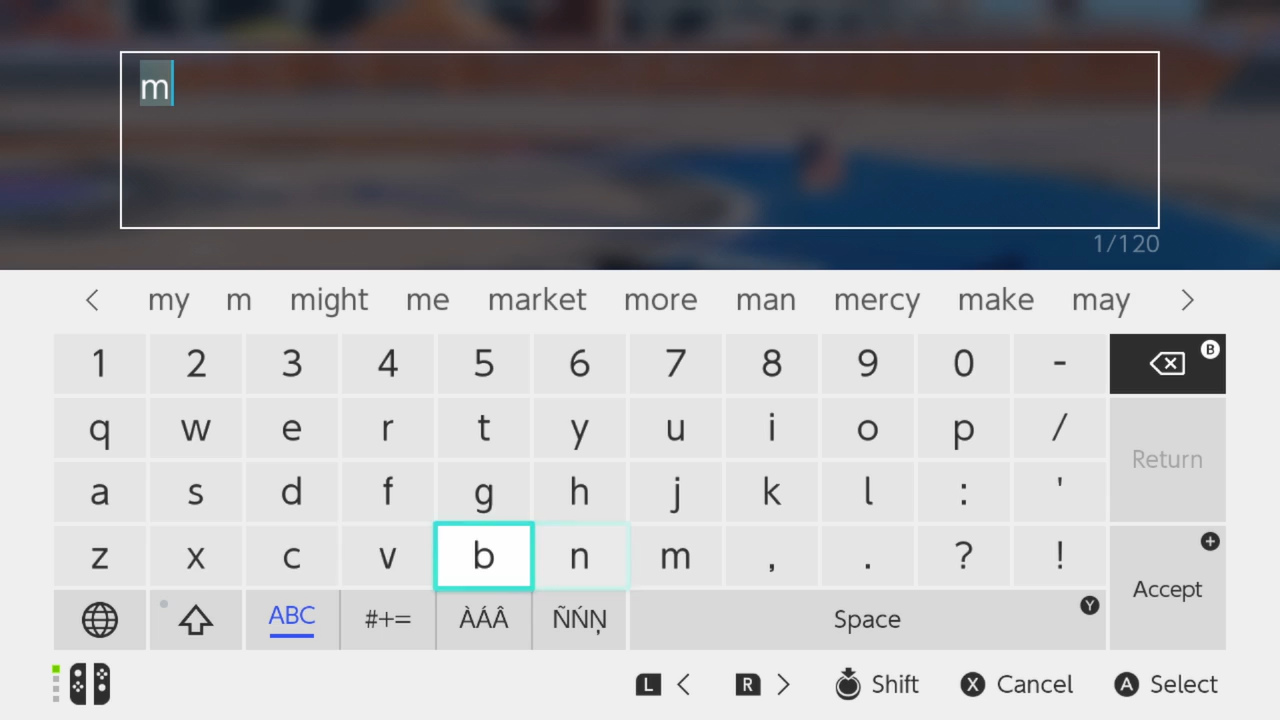 m
1/120
my m might me market more man mercy make may
1 2 3 4 5 6 7 8 9 0 - B
q w e r t y u i o p /
Return
a s d f g h j k l : '
z x c v b n m , . ? ! +
Accept
ABC #+= ÀÁÂ ÑŃŅ Space Y
L R Shift X Cancel A Select